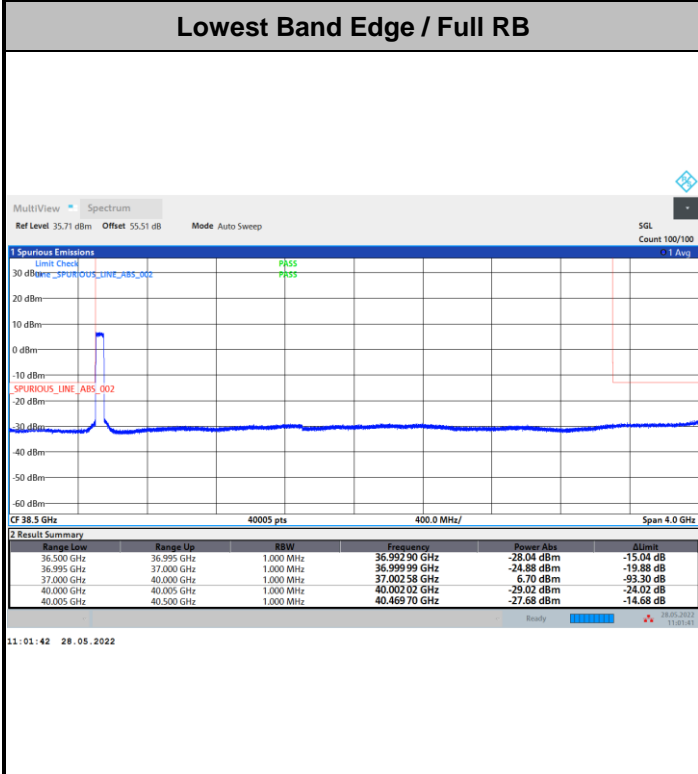 Lowest Band Edge / Full RB
MultiView Spectrum
Ref Level 35.71 dBm Offset 55.51 dB Mode Auto Sweep SGL
Count 100/100
1 Spurious Emissions 1 Avg
Limit Check PASS
30 dBm Line _SPURIOUS_LINE_ABS_002 PASS
20 dBm
10 dBm
0 dBm
-10 dBm
_SPURIOUS_LINE_ABS_002
-20 dBm
-30 dBm
-40 dBm
-50 dBm
-60 dBm
CF 38.5 GHz 40005 pts 400.0 MHz/ Span 4.0 GHz
2 Result Summary
Range Low Range Up RBW Frequency Power Abs ΔLimit
36.500 GHz 36.995 GHz 1.000 MHz 36.992 90 GHz -28.04 dBm -15.04 dB
36.995 GHz 37.000 GHz 1.000 MHz 36.999 99 GHz -24.88 dBm -19.88 dB
37.000 GHz 40.000 GHz 1.000 MHz 37.002 58 GHz 6.70 dBm -93.30 dB
40.000 GHz 40.005 GHz 1.000 MHz 40.002 02 GHz -29.02 dBm -24.02 dB
40.005 GHz 40.500 GHz 1.000 MHz 40.469 70 GHz -27.68 dBm -14.68 dB
Ready 28.05.2022
11:01:41
11:01:42 28.05.2022